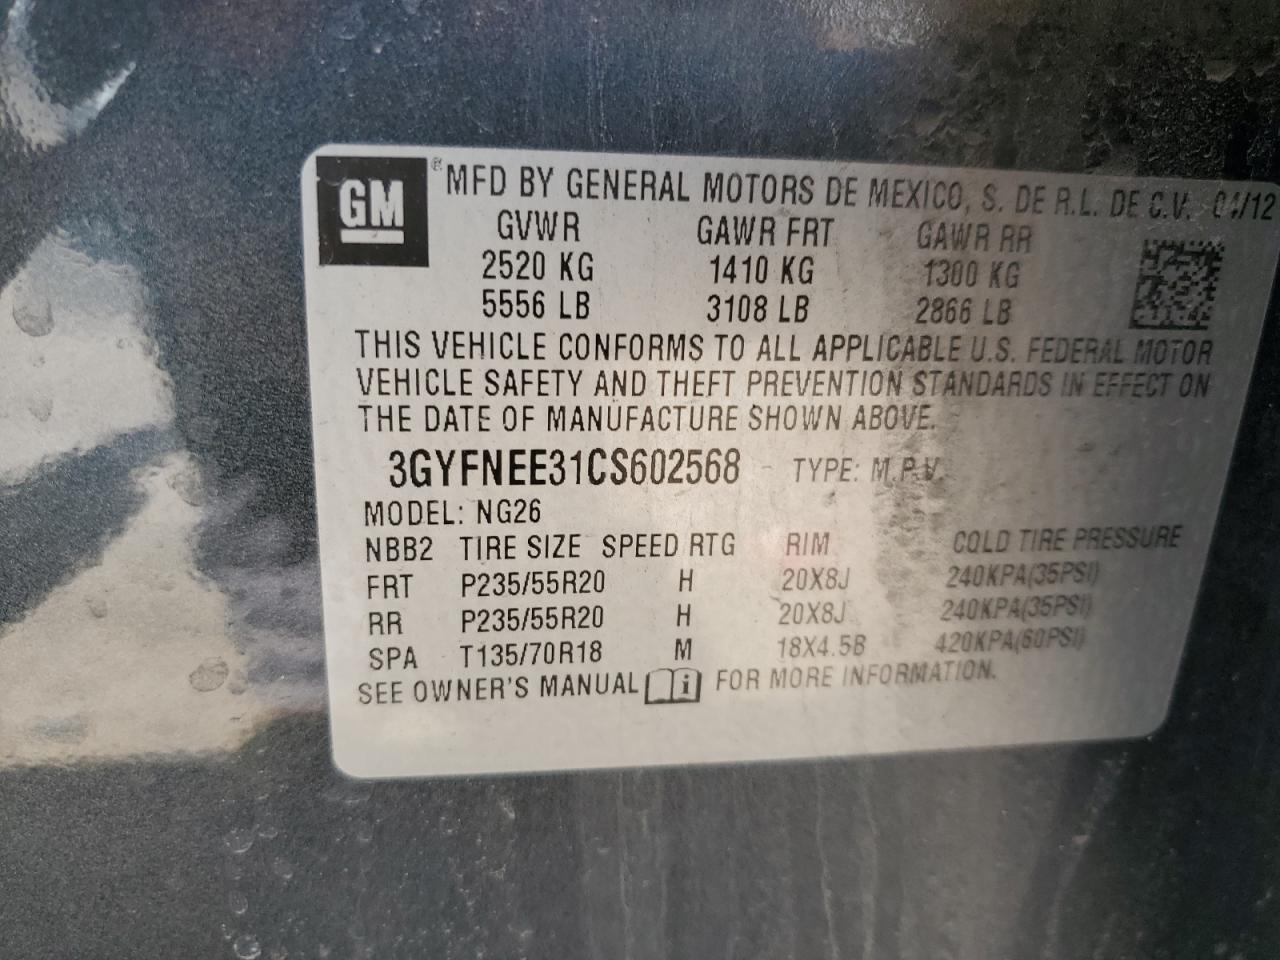 GM ® MFD BY GENERAL MOTORS DE MEXICO, S. DE R.L. DE C.V. 04/12
GVWR GAWR FRT GAWR RR
2520 KG 1410 KG 1300 KG
5556 LB 3108 LB 2866 LB
THIS VEHICLE CONFORMS TO ALL APPLICABLE U.S. FEDERAL MOTOR
VEHICLE SAFETY AND THEFT PREVENTION STANDARDS IN EFFECT ON
THE DATE OF MANUFACTURE SHOWN ABOVE.
3GYFNEE31CS602568 TYPE: M.P.V.
MODEL: NG26
NBB2 TIRE SIZE SPEED RTG RIM COLD TIRE PRESSURE
FRT P235/55R20 H 20X8J 240KPA(35PSI)
RR P235/55R20 H 20X8J 240KPA(35PSI)
SPA T135/70R18 M 18X4.5B 420KPA(60PSI)
SEE OWNER'S MANUAL i FOR MORE INFORMATION.